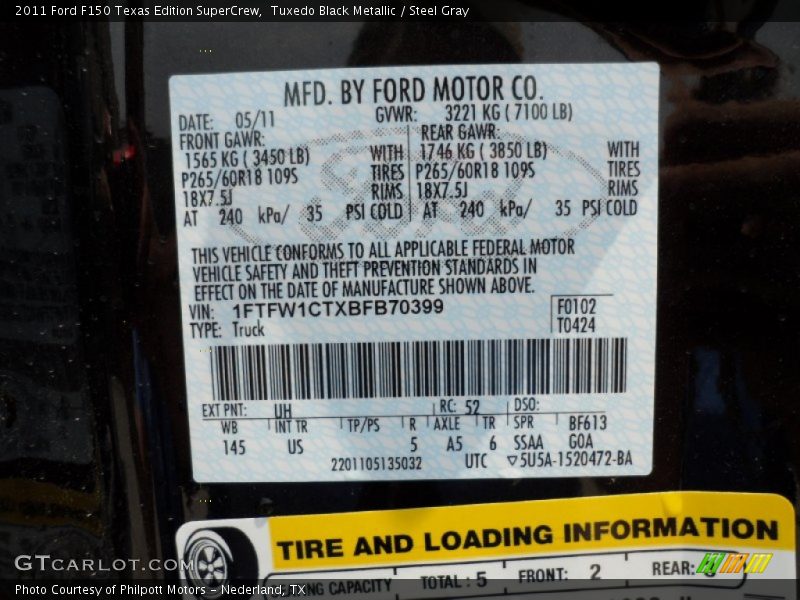 2011 Ford F150 Texas Edition SuperCrew, Tuxedo Black Metallic / Steel Gray
MFD. BY FORD MOTOR CO.
DATE: 05/11 GVWR: 3221 KG ( 7100 LB)
FRONT GAWR: REAR GAWR:
1565 KG ( 3450 LB) WITH 1746 KG ( 3850 LB) WITH
P265/60R18 109S TIRES P265/60R18 109S TIRES
18X7.5J RIMS 18X7.5J RIMS
AT 240 kPa/ 35 PSI COLD AT 240 kPa/ 35 PSI COLD
THIS VEHICLE CONFORMS TO ALL APPLICABLE FEDERAL MOTOR
VEHICLE SAFETY AND THEFT PREVENTION STANDARDS IN
EFFECT ON THE DATE OF MANUFACTURE SHOWN ABOVE.
VIN: 1FTFW1CTXBFB70399 F0102
TYPE: Truck T0424
EXT PNT: UH RC: 52 DSO:
WB INT TR TP/PS R AXLE TR SPR BF613
145 US 5 A5 6 SSAA GOA
2201105135032 UTC ▽5U5A-1520472-BA
TIRE AND LOADING INFORMATION
CAPACITY TOTAL : 5 FRONT: 2 REAR:
GTCarlot.com
Photo Courtesy of Philpott Motors - Nederland, TX